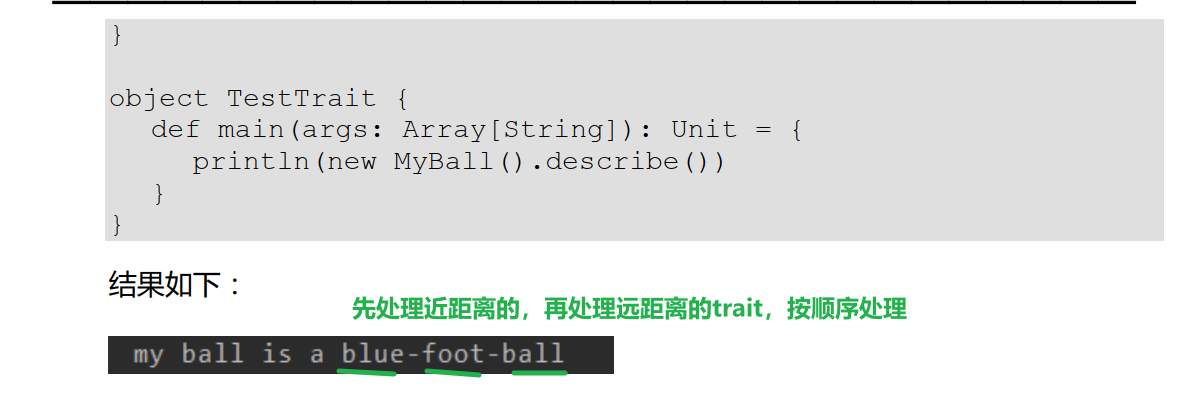 }
object TestTrait {
def main(args: Array[String]): Unit = {
println(new MyBall().describe())
}
}
结果如下：
先处理近距离的，再处理远距离的trait，按顺序处理
my ball is a blue-foot-ball